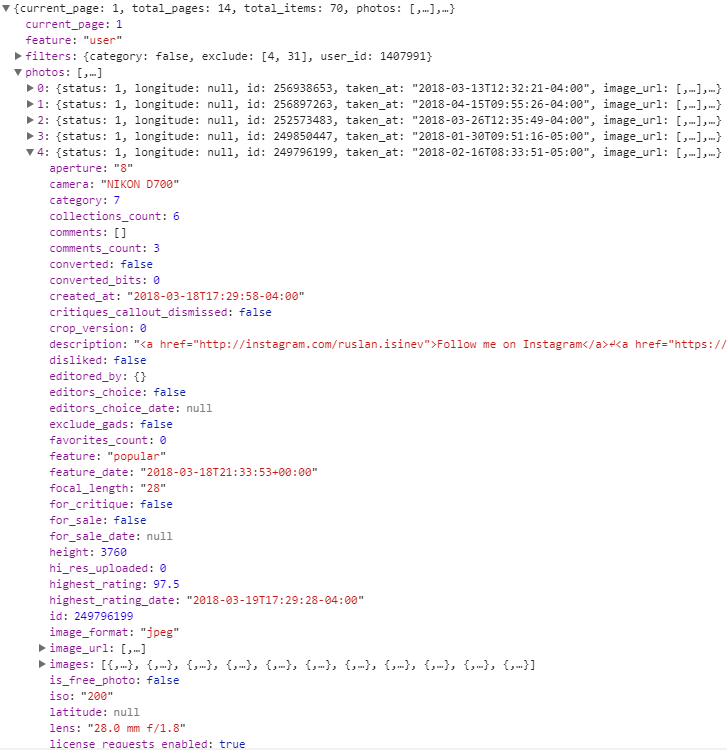 {current_page: 1, total_pages: 14, total_items: 70, photos: [,…],…}
current_page: 1
feature: "user"
filters: {category: false, exclude: [4, 31], user_id: 1407991}
photos: [,…]
0: {status: 1, longitude: null, id: 256938653, taken_at: "2018-03-13T12:32:21-04:00", image_url: [,…],…}
1: {status: 1, longitude: null, id: 256897263, taken_at: "2018-04-15T09:55:26-04:00", image_url: [,…],…}
2: {status: 1, longitude: null, id: 252573483, taken_at: "2018-03-26T12:35:49-04:00", image_url: [,…],…}
3: {status: 1, longitude: null, id: 249850447, taken_at: "2018-01-30T09:51:16-05:00", image_url: [,…],…}
4: {status: 1, longitude: null, id: 249796199, taken_at: "2018-02-16T08:33:51-05:00", image_url: [,…],…}
aperture: "8"
camera: "NIKON D700"
category: 7
collections_count: 6
comments: []
comments_count: 3
converted: false
converted_bits: 0
created_at: "2018-03-18T17:29:58-04:00"
critiques_callout_dismissed: false
crop_version: 0
description: "<a href="http://instagram.com/ruslan.isinev">Follow me on Instagram</a>↵<a href="https://
disliked: false
editored_by: {}
editors_choice: false
editors_choice_date: null
exclude_gads: false
favorites_count: 0
feature: "popular"
feature_date: "2018-03-18T21:33:53+00:00"
focal_length: "28"
for_critique: false
for_sale: false
for_sale_date: null
height: 3760
hi_res_uploaded: 0
highest_rating: 97.5
highest_rating_date: "2018-03-19T17:29:28-04:00"
id: 249796199
image_format: "jpeg"
image_url: [,…]
images: [{,…}, {,…}, {,…}, {,…}, {,…}, {,…}, {,…}, {,…}, {,…}, {,…}, {,…}]
is_free_photo: false
iso: "200"
latitude: null
lens: "28.0 mm f/1.8"
license_requests_enabled: true